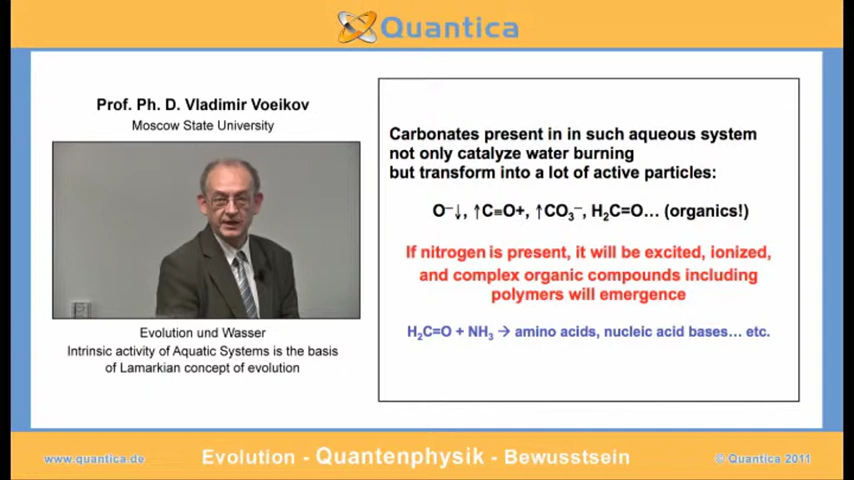 Quantica
Prof. Ph. D. Vladimir Voeikov
Moscow State University
Evolution und Wasser
Intrinsic activity of Aquatic Systems is the basis
of Lamarkian concept of evolution
Carbonates present in in such aqueous system
not only catalyze water burning
but transform into a lot of active particles:
O⁻↓, ↑C≡O+, ↑CO₃⁻, H₂C=O… (organics!)
If nitrogen is present, it will be excited, ionized,
and complex organic compounds including
polymers will emergence
H₂C=O + NH₃ → amino acids, nucleic acid bases… etc.
www.quantica.de
Evolution - Quantenphysik - Bewusstsein
© Quantica 2011